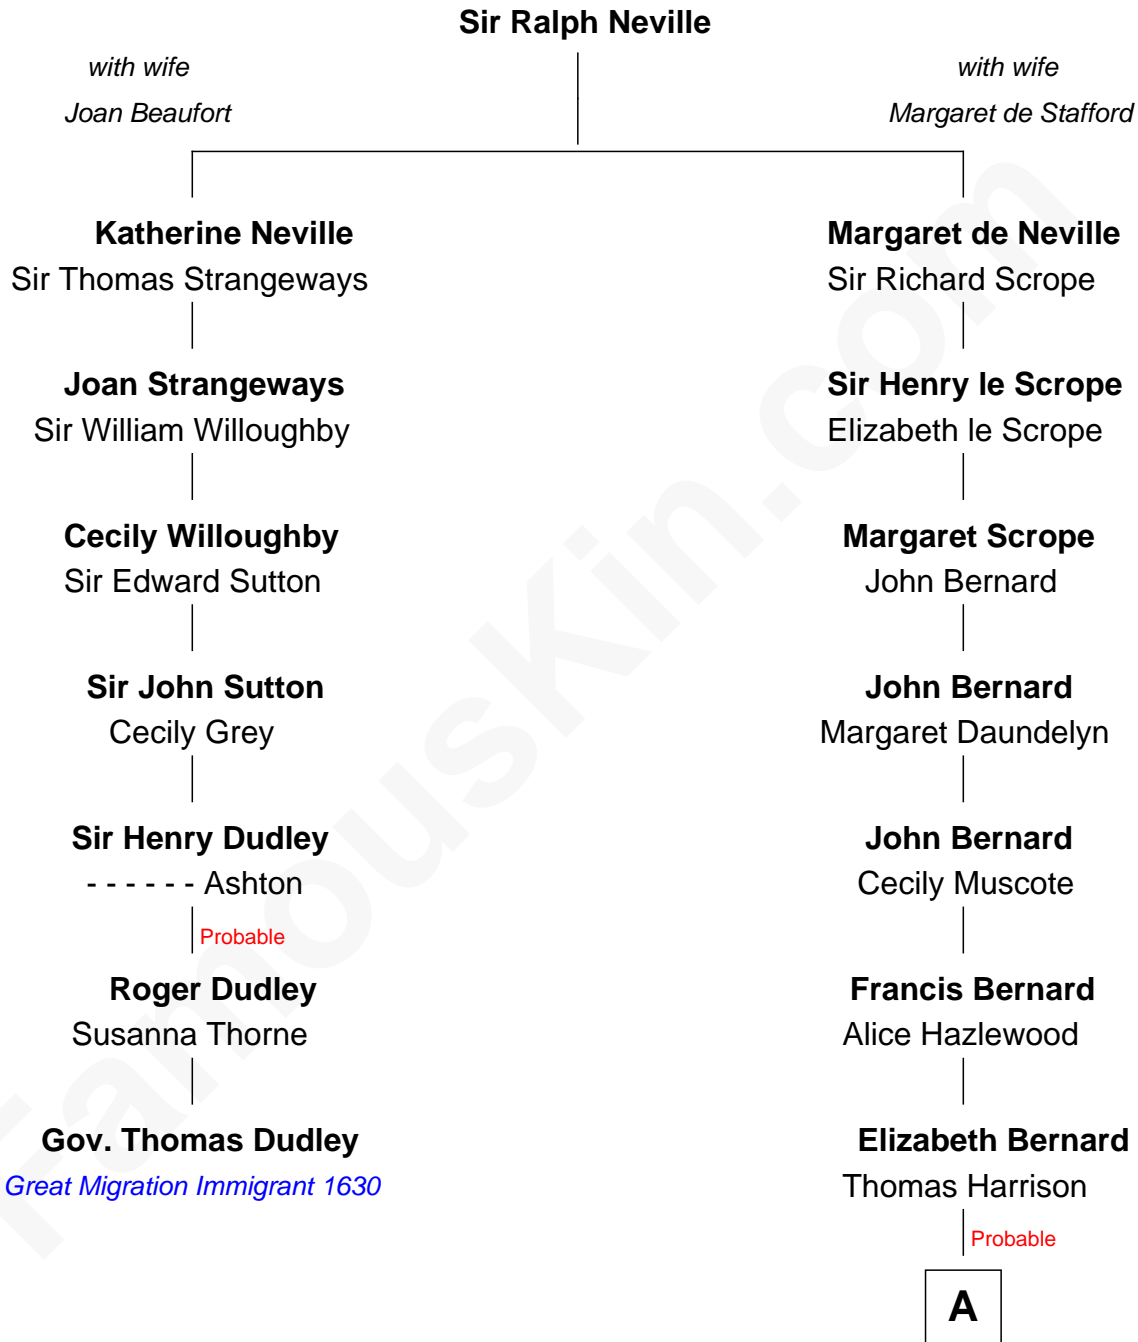 Sir Ralph Neville
with wife
Joan Beaufort
with wife
Margaret de Stafford
Katherine Neville
Sir Thomas Strangeways
Joan Strangeways
Sir William Willoughby
Cecily Willoughby
Sir Edward Sutton
Sir John Sutton
Cecily Grey
Sir Henry Dudley
- - - - - - Ashton
Probable
Roger Dudley
Susanna Thorne
Gov. Thomas Dudley
Great Migration Immigrant 1630
Margaret de Neville
Sir Richard Scrope
Sir Henry le Scrope
Elizabeth le Scrope
Margaret Scrope
John Bernard
John Bernard
Margaret Daundelyn
John Bernard
Cecily Muscote
Francis Bernard
Alice Hazlewood
Elizabeth Bernard
Thomas Harrison
Probable
A
FamousKin.com